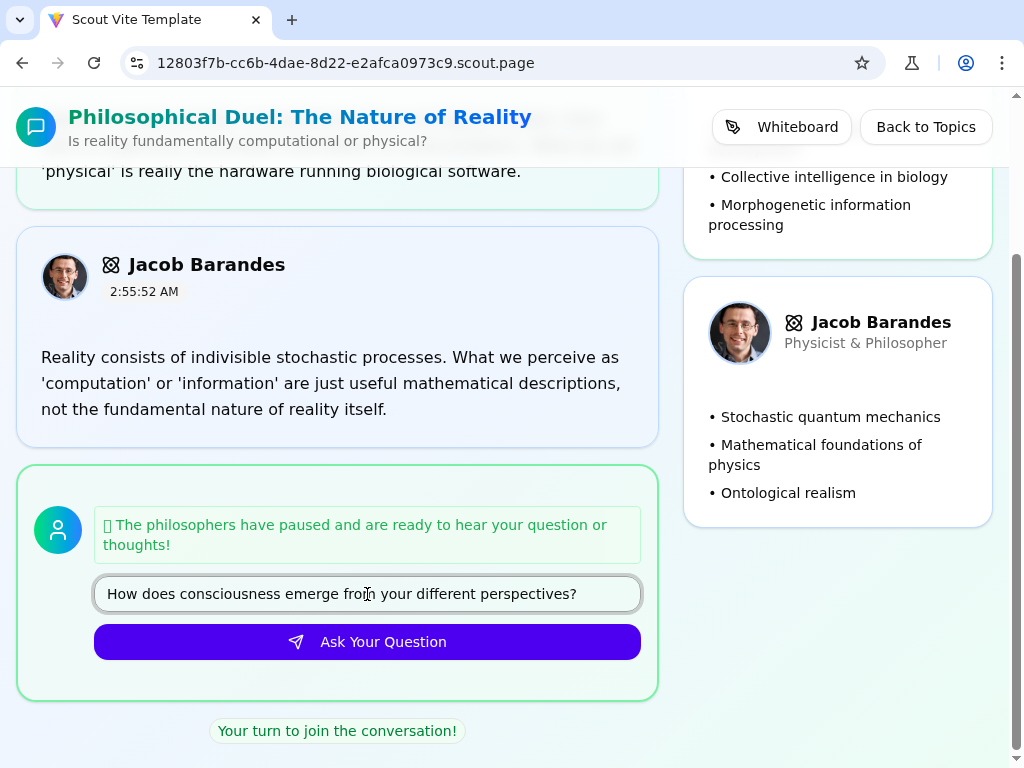 Scout Vite Template
12803f7b-cc6b-4dae-8d22-e2afca0973c9.scout.page
Philosophical Duel: The Nature of Reality
Is reality fundamentally computational or physical?
Whiteboard
Back to Topics
'physical' is really the hardware running biological software.
Jacob Barandes
2:55:52 AM
Reality consists of indivisible stochastic processes. What we perceive as
'computation' or 'information' are just useful mathematical descriptions,
not the fundamental nature of reality itself.
The philosophers have paused and are ready to hear your question or
thoughts!
How does consciousness emerge from your different perspectives?
Ask Your Question
Your turn to join the conversation!
• Collective intelligence in biology
• Morphogenetic information
processing
Jacob Barandes
Physicist & Philosopher
• Stochastic quantum mechanics
• Mathematical foundations of
physics
• Ontological realism